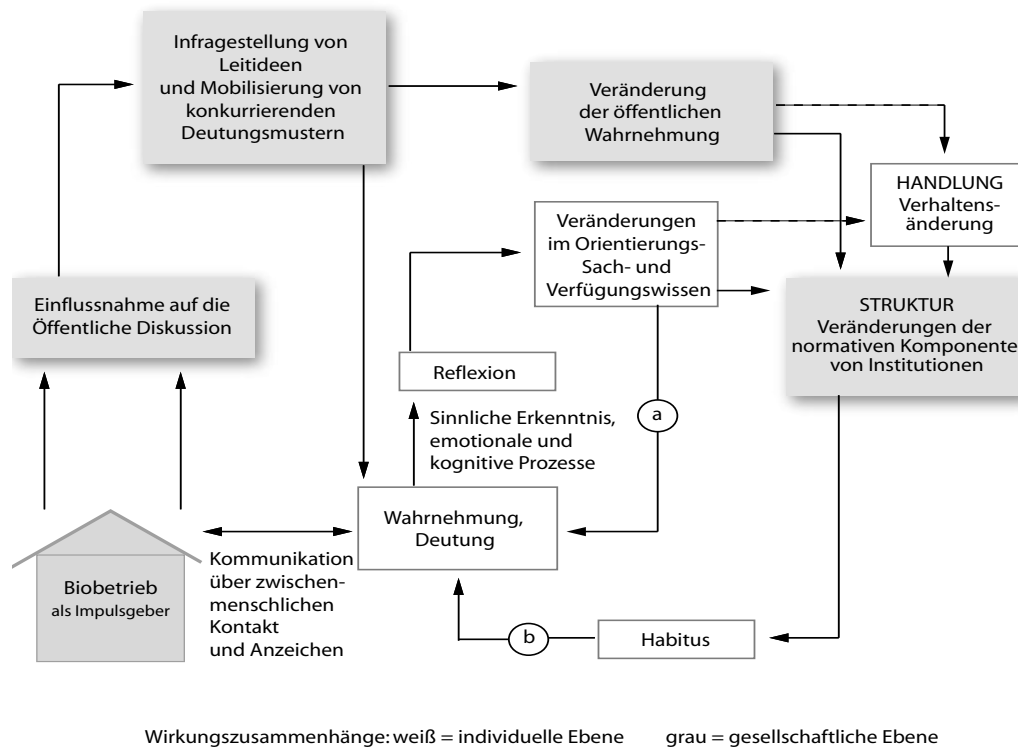 Infragestellung von
Leitideen
und Mobilisierung von
konkurrierenden
Deutungsmustern
Veränderung
der öffentlichen
Wahrnehmung
HANDLUNG
Verhaltens-
änderung
Veränderungen
im Orientierungs-
Sach- und
Verfügungswissen
Einflussnahme auf die
Öffentliche Diskussion
STRUKTUR
Veränderungen der
normativen Komponente
von Institutionen
Reflexion
a
Sinnliche Erkenntnis,
emotionale und
kognitive Prozesse
Wahrnehmung,
Deutung
Biobetrieb
als Impulsgeber
Kommunikation
über zwischen-
menschlichen
Kontakt
und Anzeichen
b
Habitus
Wirkungszusammenhänge: weiß = individuelle Ebene grau = gesellschaftliche Ebene